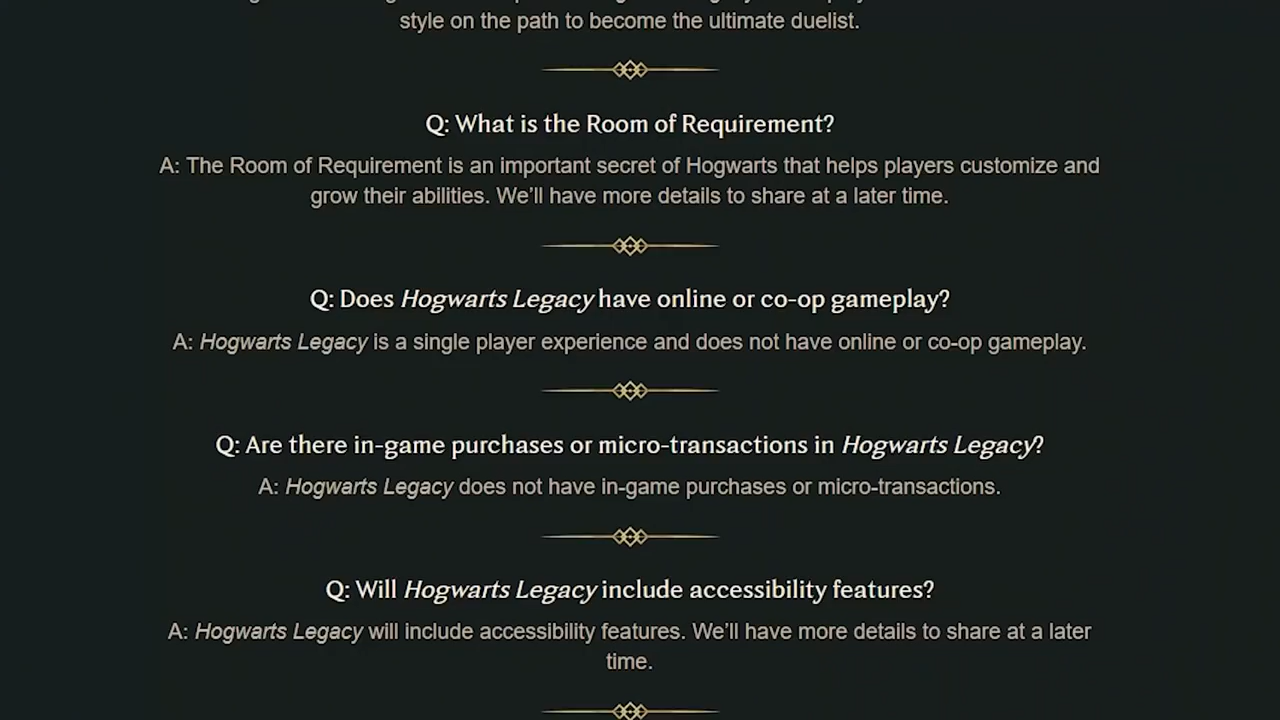 style on the path to become the ultimate duelist.
Q: What is the Room of Requirement?
A: The Room of Requirement is an important secret of Hogwarts that helps players customize and
grow their abilities. We'll have more details to share at a later time.
Q: Does Hogwarts Legacy have online or co-op gameplay?
A: Hogwarts Legacy is a single player experience and does not have online or co-op gameplay.
Q: Are there in-game purchases or micro-transactions in Hogwarts Legacy?
A: Hogwarts Legacy does not have in-game purchases or micro-transactions.
Q: Will Hogwarts Legacy include accessibility features?
A: Hogwarts Legacy will include accessibility features. We'll have more details to share at a later
time.